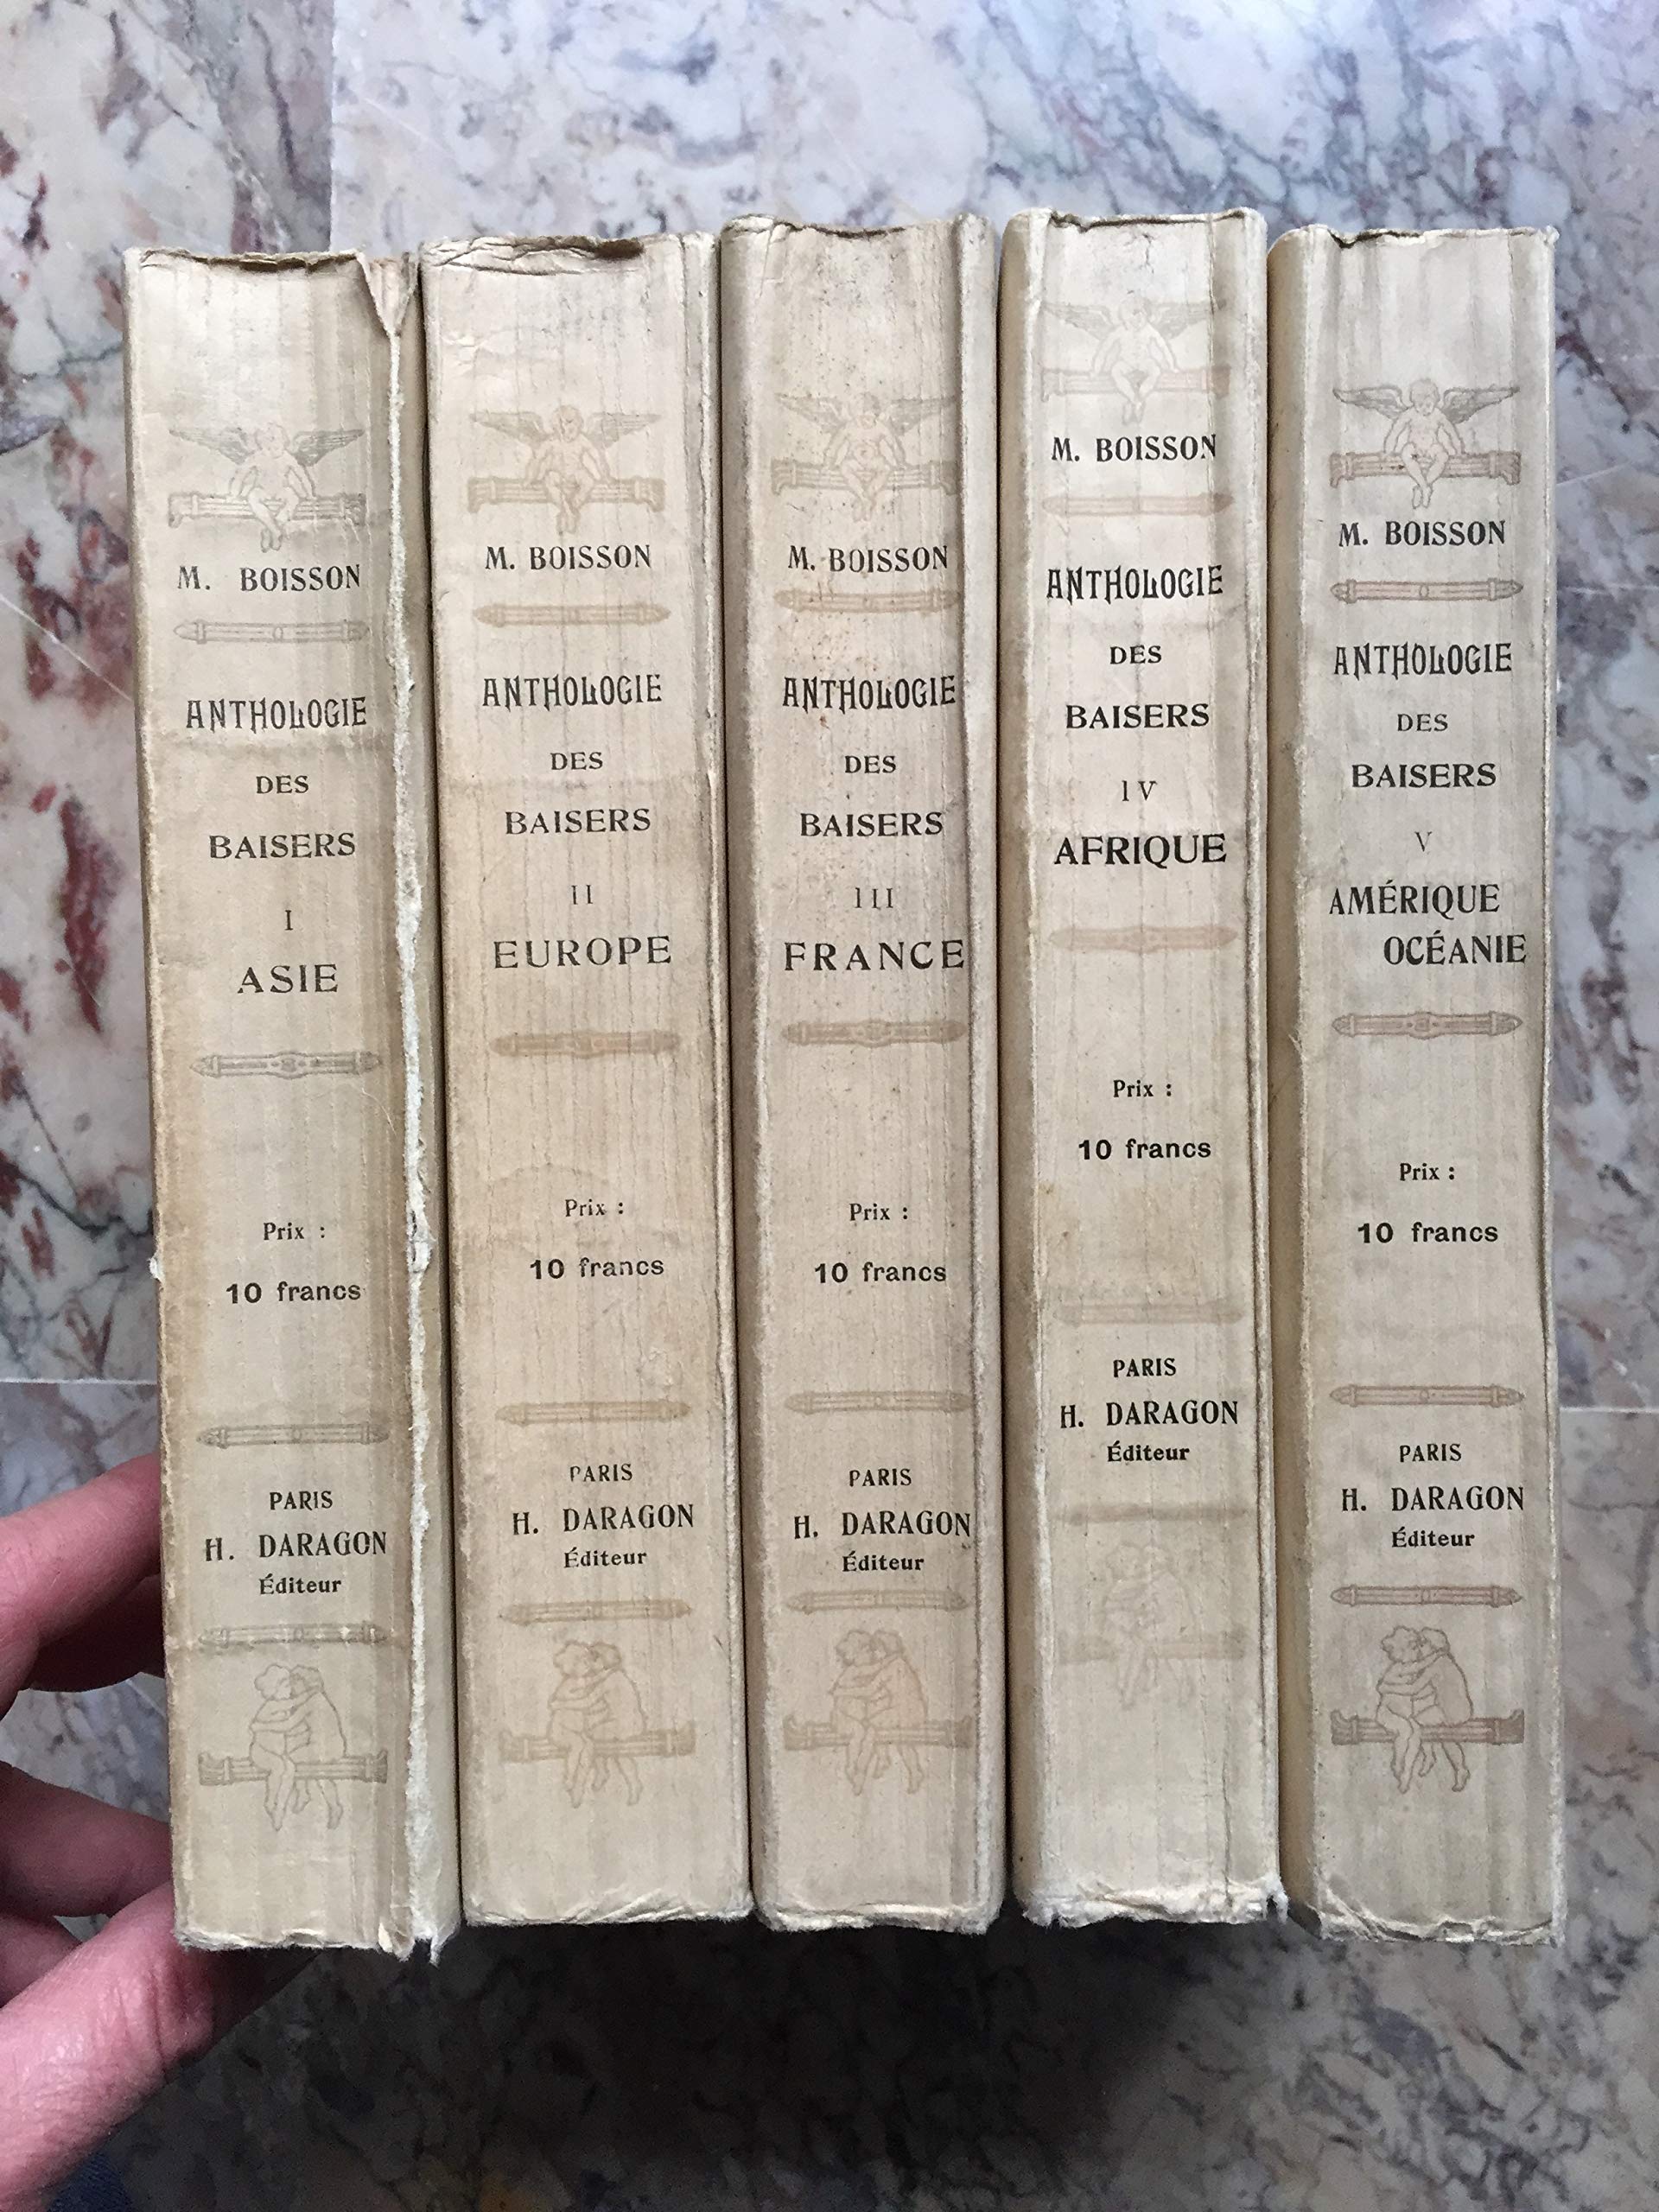 M. BOISSON
ANTHOLOGIE
DES
BAISERS
I
ASIE
Prix :
10 francs
PARIS
H. DARAGON
Éditeur
M. BOISSON
ANTHOLOGIE
DES
BAISERS
II
EUROPE
Prix :
10 francs
PARIS
H. DARAGON
Éditeur
M. BOISSON
ANTHOLOGIE
DES
BAISERS
III
FRANCE
Prix :
10 francs
PARIS
H. DARAGON
Éditeur
M. BOISSON
ANTHOLOGIE
DES
BAISERS
IV
AFRIQUE
Prix :
10 francs
PARIS
H. DARAGON
Éditeur
M. BOISSON
ANTHOLOGIE
DES
BAISERS
V
AMÉRIQUE
OCÉANIE
Prix :
10 francs
PARIS
H. DARAGON
Éditeur